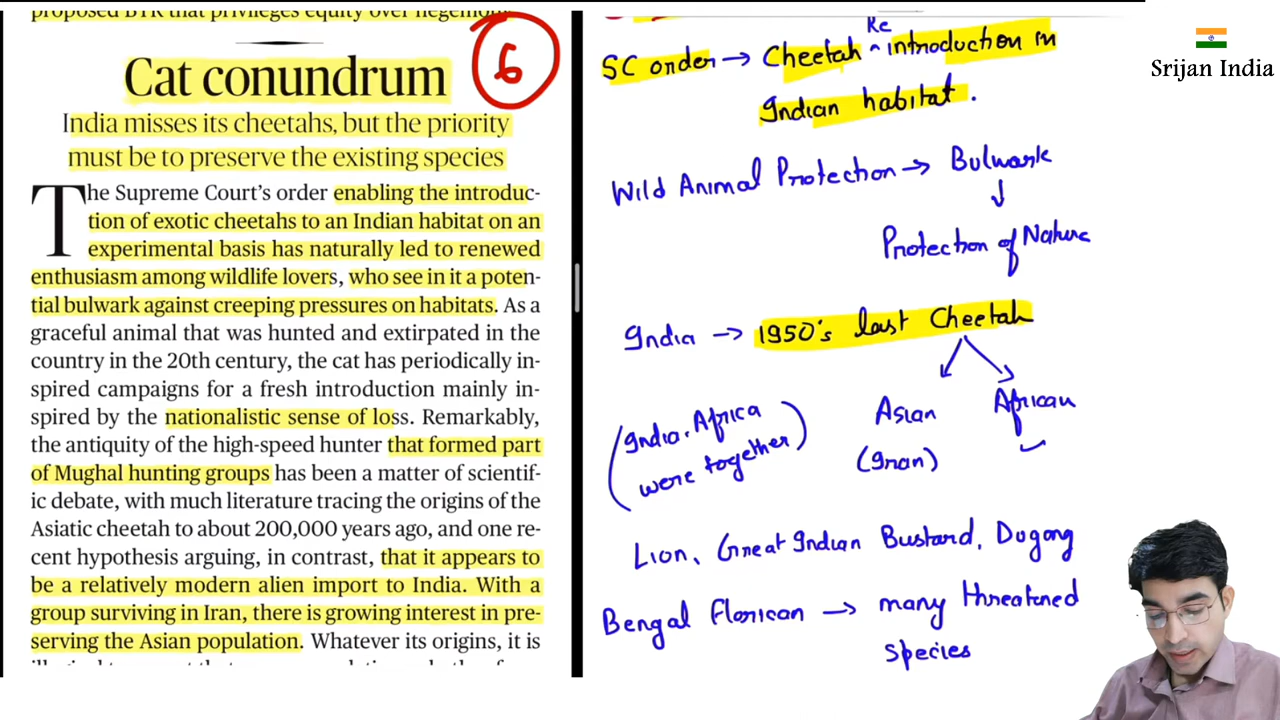 proposed BTR that privileges equity over hegemony.
6
Cat conundrum
India misses its cheetahs, but the priority
must be to preserve the existing species
The Supreme Court's order enabling the introduc-
tion of exotic cheetahs to an Indian habitat on an
experimental basis has naturally led to renewed
enthusiasm among wildlife lovers, who see in it a poten-
tial bulwark against creeping pressures on habitats. As a
graceful animal that was hunted and extirpated in the
country in the 20th century, the cat has periodically in-
spired campaigns for a fresh introduction mainly in-
spired by the nationalistic sense of loss. Remarkably,
the antiquity of the high-speed hunter that formed part
of Mughal hunting groups has been a matter of scientif-
ic debate, with much literature tracing the origins of the
Asiatic cheetah to about 200,000 years ago, and one re-
cent hypothesis arguing, in contrast, that it appears to
be a relatively modern alien import to India. With a
group surviving in Iran, there is growing interest in pre-
serving the Asian population. Whatever its origins, it is
SC order → Cheetah ^ Re introduction in
Indian habitat.
Wild Animal Protection → Bulwark
↓
Protection of Nature
India → 1950's last Cheetah
(India. Africa
were together)
Asian
(Iran)
African
Lion, Great Indian Bustard, Dugong
Bengal Florican → many threatened
species
Srijan India